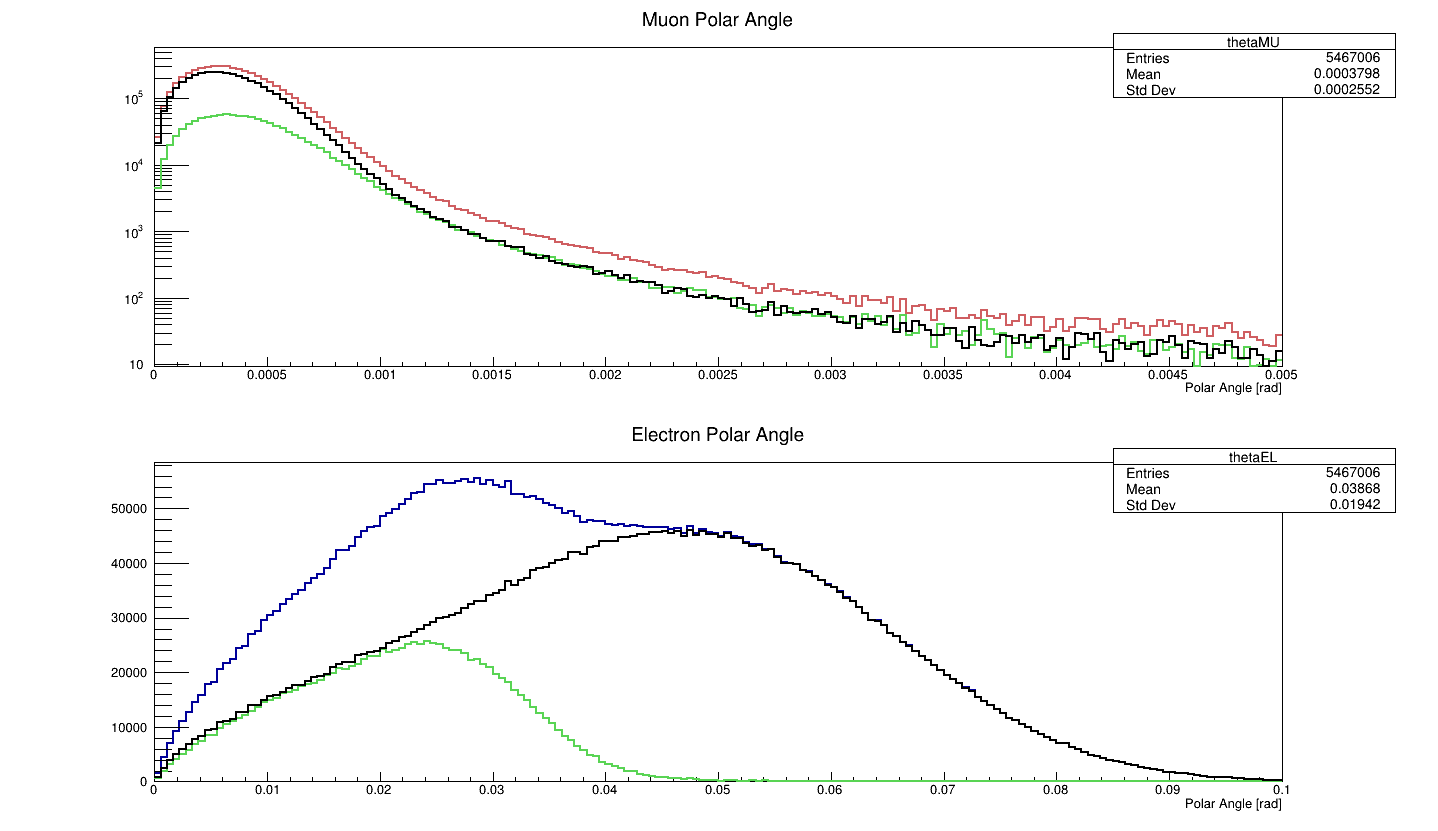 Muon Polar Angle
thetaMU
Entries 5467006
Mean 0.0003798
Std Dev 0.0002552
10^5
10^4
10^3
10^2
10
0 0.0005 0.001 0.0015 0.002 0.0025 0.003 0.0035 0.004 0.0045 0.005
Polar Angle [rad]
Electron Polar Angle
thetaEL
Entries 5467006
Mean 0.03868
Std Dev 0.01942
50000
40000
30000
20000
10000
0
0 0.01 0.02 0.03 0.04 0.05 0.06 0.07 0.08 0.09 0.1
Polar Angle [rad]